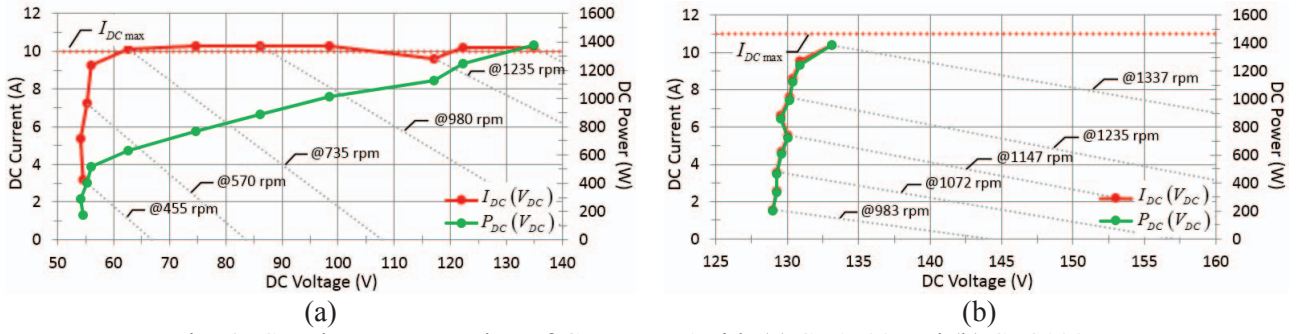 12
10
8
6
4
2
0
DC Current (A)
I_DC max
1600
1400
1200
1000
800
600
400
200
0
DC Power (W)
@1235 rpm
@980 rpm
@735 rpm
@570 rpm
@455 rpm
I_DC (V_DC)
P_DC (V_DC)
50 60 70 80 90 100 110 120 130 140
DC Voltage (V)
(a)
12
10
8
6
4
2
0
DC Current (A)
I_DC max
1600
1400
1200
1000
800
600
400
200
0
DC Power (W)
@1337 rpm
@1235 rpm
@1147 rpm
@1072 rpm
@983 rpm
I_DC (V_DC)
P_DC (V_DC)
125 130 135 140 145 150 155 160
DC Voltage (V)
(b)